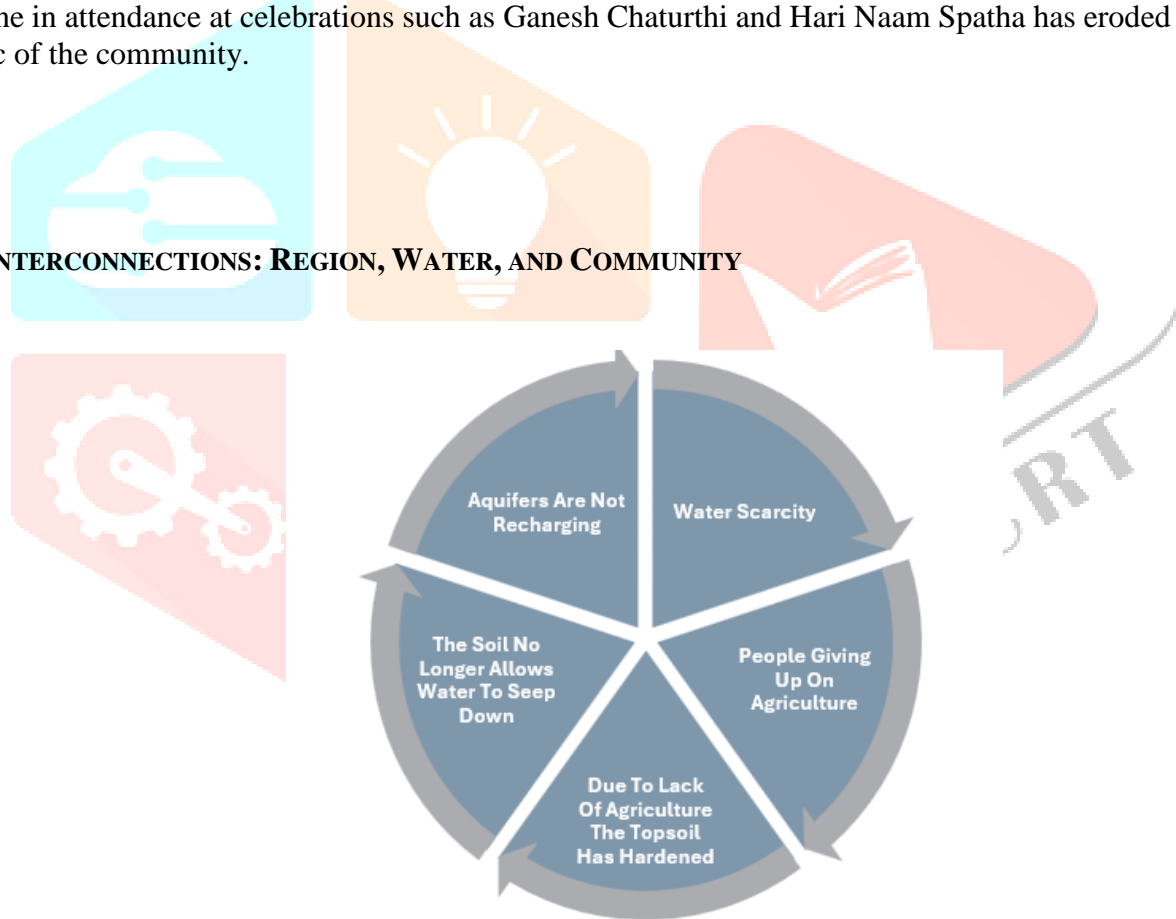 ne in attendance at celebrations such as Ganesh Chaturthi and Hari Naam Spatha has eroded
c of the community.
NTERCONNECTIONS: REGION, WATER, AND COMMUNITY
Aquifers Are Not
Recharging
Water Scarcity
The Soil No
Longer Allows
Water To Seep
Down
People Giving
Up On
Agriculture
Due To Lack
Of Agriculture
The Topsoil
Has Hardened
RT